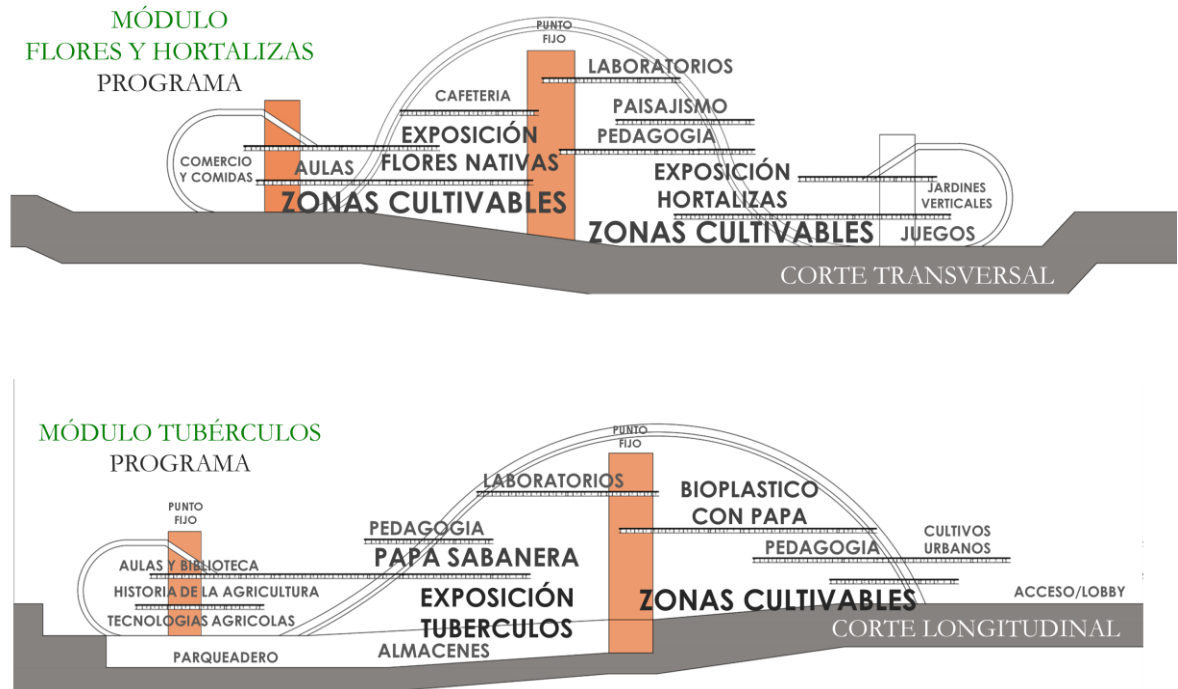 MÓDULO
FLORES Y HORTALIZAS
PROGRAMA
PUNTO
FIJO
LABORATORIOS
CAFETERIA
PAISAJISMO
EXPOSICIÓN
FLORES NATIVAS
PEDAGOGIA
COMERCIO
Y COMIDAS
AULAS
EXPOSICIÓN
HORTALIZAS
JARDINES
VERTICALES
ZONAS CULTIVABLES
ZONAS CULTIVABLES
JUEGOS
CORTE TRANSVERSAL
MÓDULO TUBÉRCULOS
PROGRAMA
PUNTO
FIJO
LABORATORIOS
BIOPLASTICO
CON PAPA
PUNTO
FIJO
PEDAGOGIA
CULTIVOS
URBANOS
PAPA SABANERA
PEDAGOGIA
AULAS Y BIBLIOTECA
HISTORIA DE LA AGRICULTURA
EXPOSICIÓN
TUBERCULOS
ZONAS CULTIVABLES
ACCESO/LOBBY
TECNOLOGIAS AGRICOLAS
CORTE LONGITUDINAL
ALMACENES
PARQUEADERO